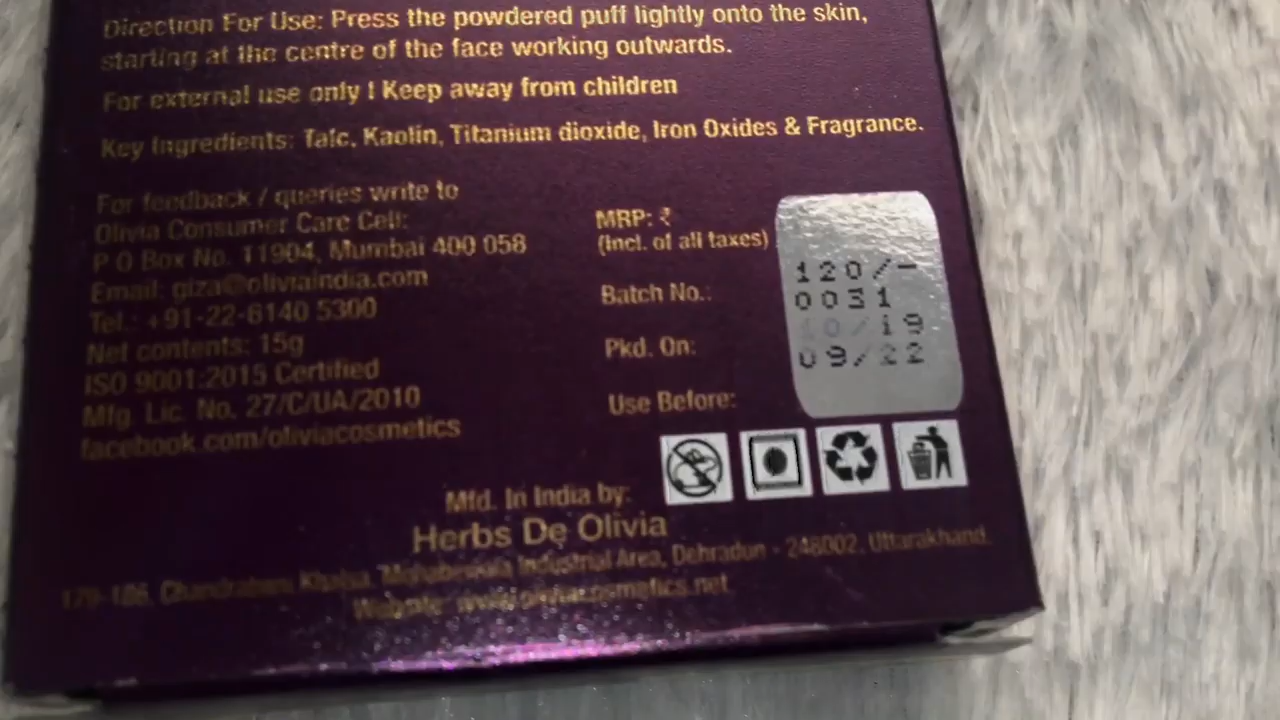 Direction For Use: Press the powdered puff lightly onto the skin,
starting at the centre of the face working outwards.
For external use only I Keep away from children
Key Ingredients: Talc, Kaolin, Titanium dioxide, Iron Oxides & Fragrance.
For feedback / queries write to
Olivia Consumer Care Cell:
P O Box No. 11904, Mumbai 400 058
Email: giza@oliviaindia.com
Tel.: +91-22-6140 5300
Net contents: 15g
ISO 9001:2015 Certified
Mfg. Lic. No. 27/C/UA/2010
facebook.com/oliviacosmetics
MRP: ₹
(Incl. of all taxes)
Batch No.:
Pkd. On:
Use Before:
120/-
0031
10/19
09/22
Mfd. In India by:
Herbs De Olivia
Industrial Area, Dehradun - 248002, Uttarakhand.
Website: www.oliviacosmetics.net